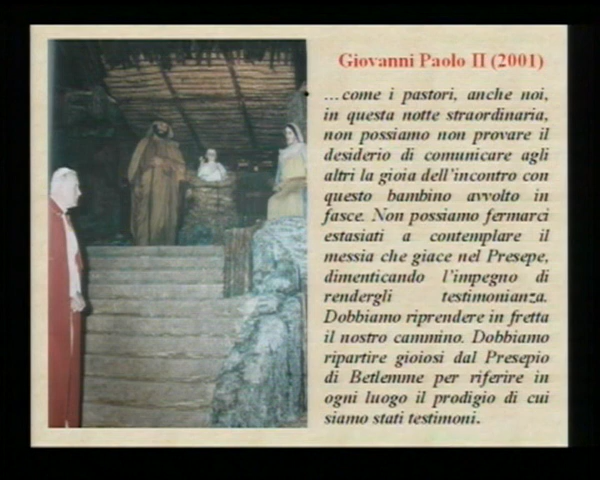 Giovanni Paolo II (2001)
…come i pastori, anche noi,
in questa notte straordinaria,
non possiamo non provare il
desiderio di comunicare agli
altri la gioia dell'incontro con
questo bambino avvolto in
fasce. Non possiamo fermarci
estasiati a contemplare il
messia che giace nel Presepe,
dimenticando l'impegno di
rendergli testimonianza.
Dobbiamo riprendere in fretta
il nostro cammino. Dobbiamo
ripartire gioiosi dal Presepio
di Betlemme per riferire in
ogni luogo il prodigio di cui
siamo stati testimoni.